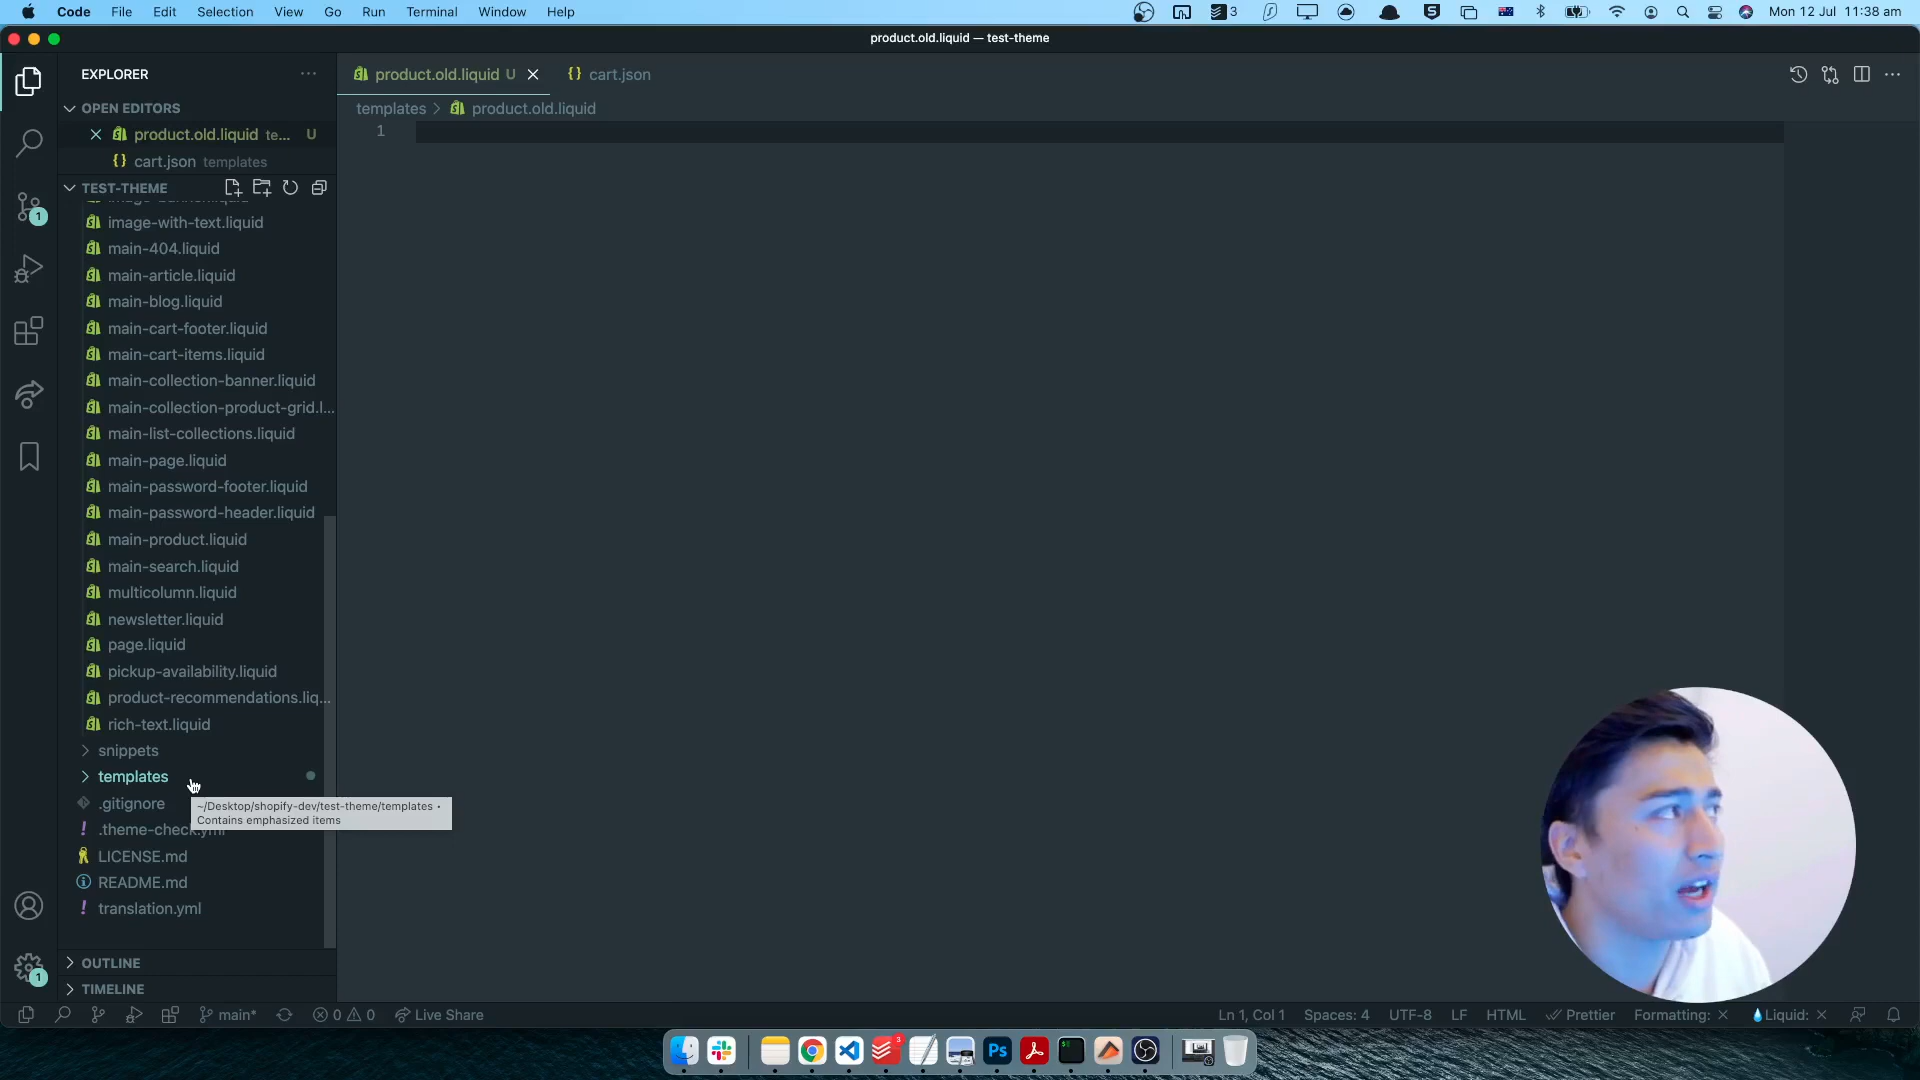 Code File Edit Selection View Go Run Terminal Window Help 3 Mon 12 Jul 11:38 am
product.old.liquid — test-theme
EXPLORER
OPEN EDITORS
product.old.liquid te... U
cart.json templates
TEST-THEME
image-with-text.liquid
main-404.liquid
main-article.liquid
main-blog.liquid
main-cart-footer.liquid
main-cart-items.liquid
main-collection-banner.liquid
main-collection-product-grid.l...
main-list-collections.liquid
main-page.liquid
main-password-footer.liquid
main-password-header.liquid
main-product.liquid
main-search.liquid
multicolumn.liquid
newsletter.liquid
page.liquid
pickup-availability.liquid
product-recommendations.liq...
rich-text.liquid
snippets
templates
.gitignore
.theme-check.yml
LICENSE.md
README.md
translation.yml
~/Desktop/shopify-dev/test-theme/templates •
Contains emphasized items
OUTLINE
TIMELINE
1
1
product.old.liquid U
cart.json
templates > product.old.liquid
1
main* 0 0 Live Share
Ln 1, Col 1 Spaces: 4 UTF-8 LF HTML Prettier Formatting: Liquid:
3
Ps